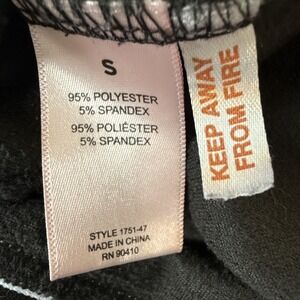 S
95% POLYESTER
5% SPANDEX
95% POLIÉSTER
5% SPANDEX
STYLE 1751-47
MADE IN CHINA
RN 90410
KEEP AWAY
FROM FIRE